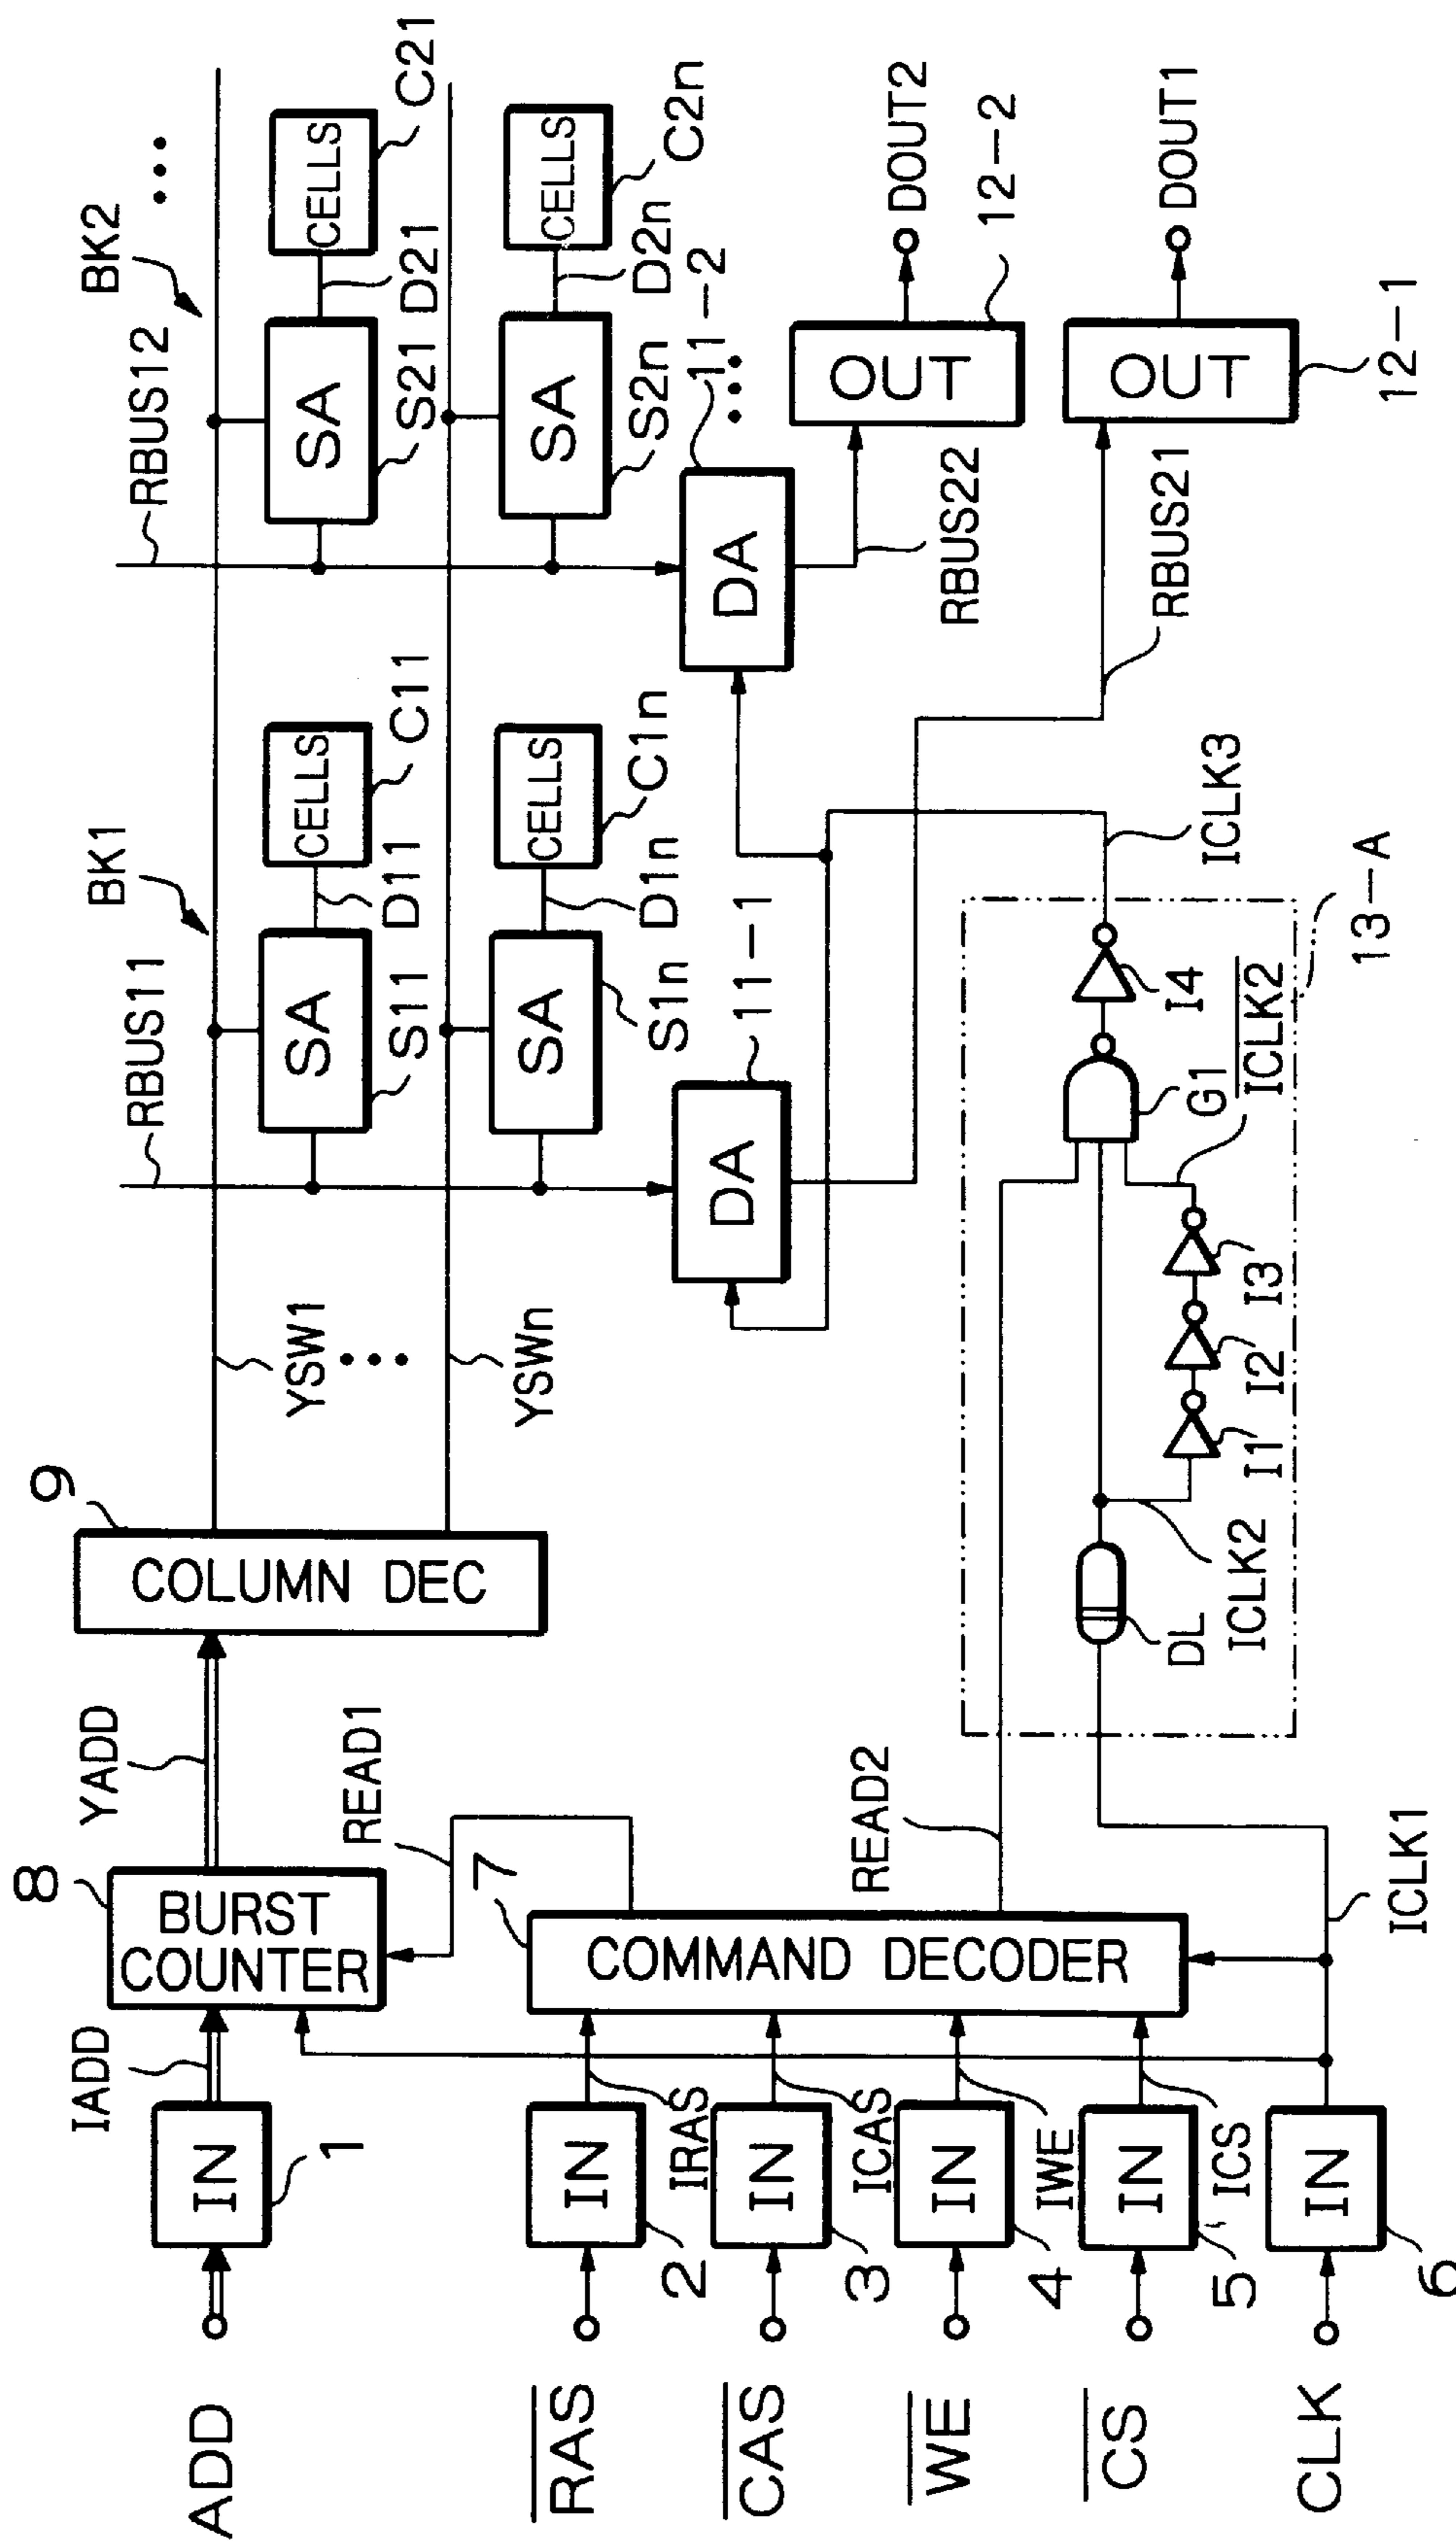 ADD
IN
1
IADD
BURST
COUNTER
8
YADD
COLUMN DEC
9
YSW1
YSWn
RBUS11
BK1
SA
S11
D11
CELLS
C11
SA
S1n
D1n
CELLS
C1n
RBUS12
BK2
SA
S21
D21
CELLS
C21
SA
S2n
D2n
CELLS
C2n
DA
11-1
DA
11-2
RBUS22
OUT
DOUT2
12-2
RBUS21
OUT
DOUT1
12-1
RAS
IN
2
IRAS
CAS
IN
3
ICAS
WE
IN
4
IWE
CS
IN
5
ICS
CLK
IN
6
COMMAND DECODER
7
READ1
READ2
ICLK1
DL
ICLK2
I1
I2
I3
ICLK2
G1
I4
ICLK3
13-A